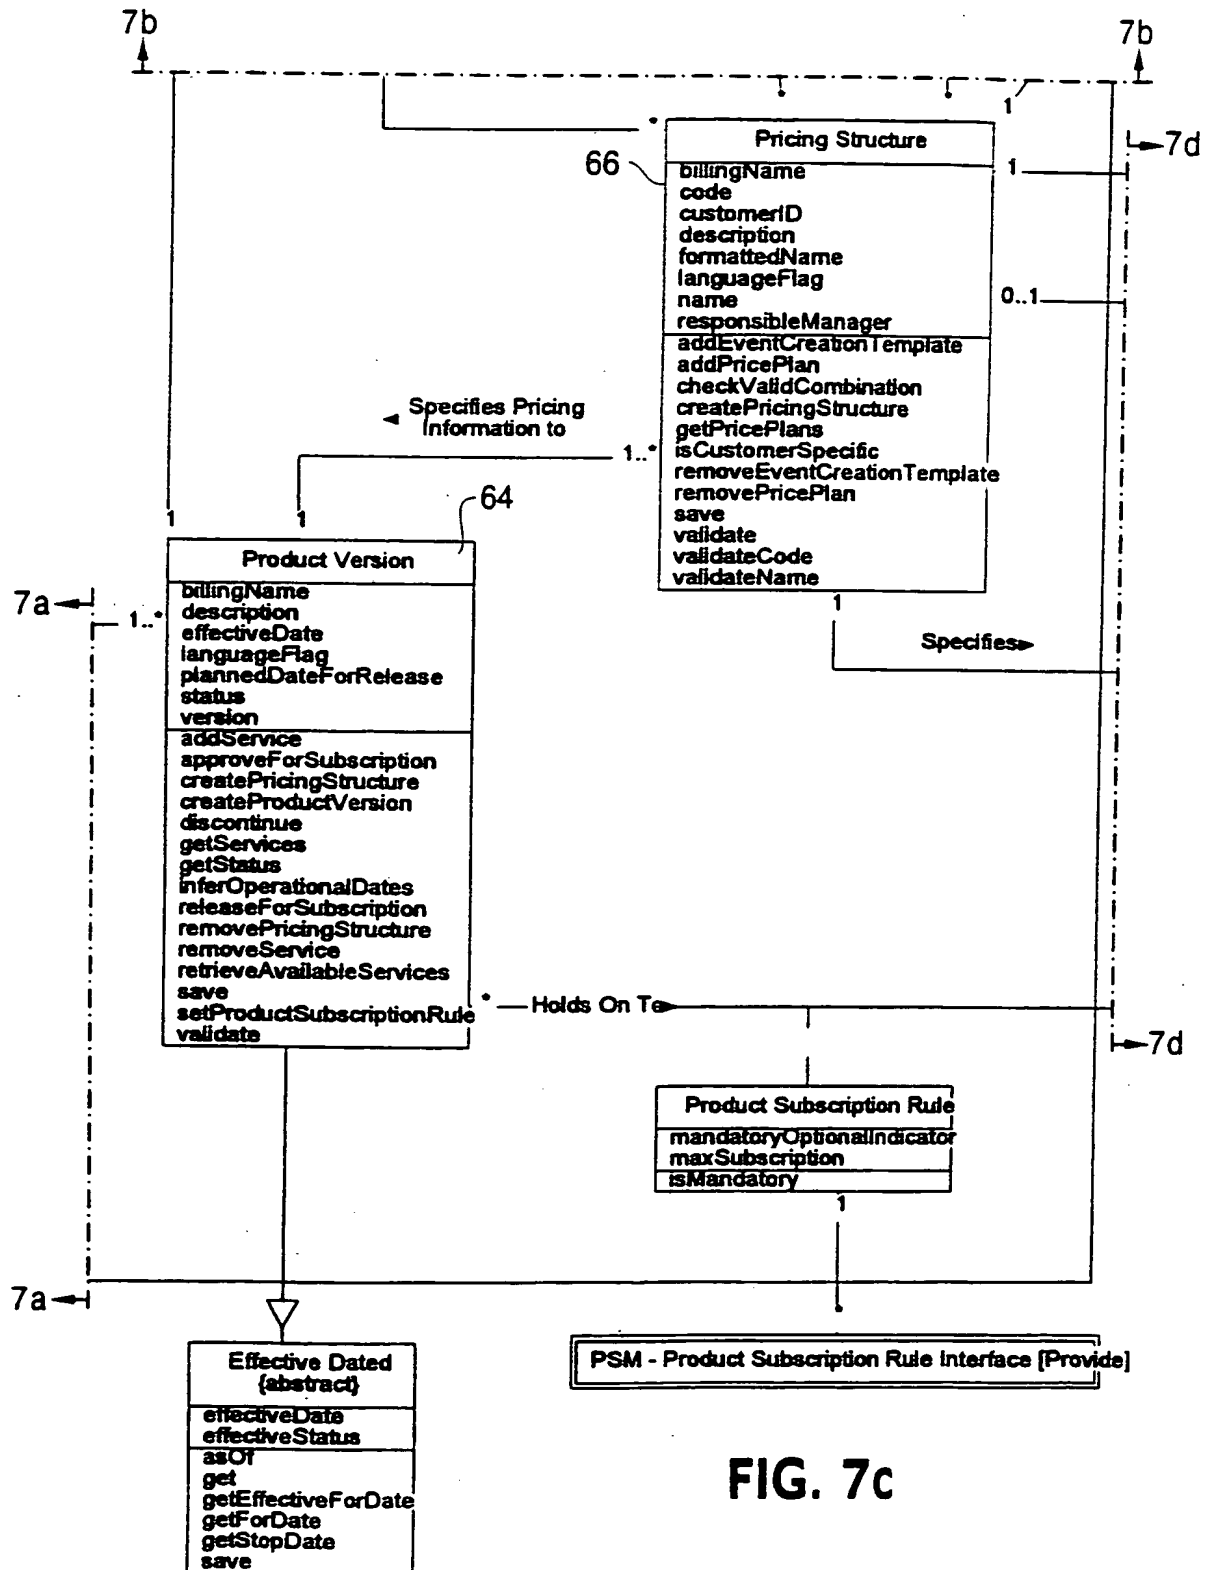 7b
7b
*
*
1
*
Pricing Structure
7d
66
1
billingName
code
customerID
description
formattedName
languageFlag
name
0..1
responsibleManager
addEventCreationTemplate
addPricePlan
checkValidCombination
createPricingStructure
getPricePlans
isCustomerSpecific
removeEventCreationTemplate
removePricePlan
save
validate
validateCode
validateName
◄ Specifies Pricing
Information to
1..*
1
1
64
1
Specifies►
Product Version
7a
1..*
billingName
description
effectiveDate
languageFlag
plannedDateForRelease
status
version
addService
approveForSubscription
createPricingStructure
createProductVersion
discontinue
getServices
getStatus
inferOperationalDates
releaseForSubscription
removePricingStructure
removeService
retrieveAvailableServices
save
setProductSubscriptionRule
validate
*
Holds On Te►
7d
Product Subscription Rule
mandatoryOptionalIndicator
maxSubscription
isMandatory
1
7a
*
PSM - Product Subscription Rule Interface [Provide]
Effective Dated
{abstract}
effectiveDate
effectiveStatus
asOf
get
getEffectiveForDate
getForDate
getStopDate
save
FIG. 7c